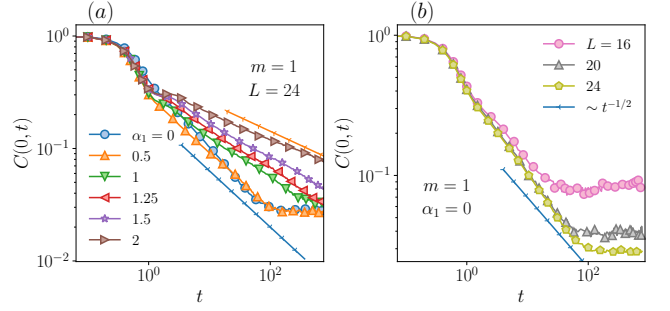 (a)
C(0, t)
10^0
10^{-1}
10^{-2}
m = 1
L = 24
α_1 = 0
0.5
1
1.25
1.5
2
10^0
10^2
t
(b)
C(0, t)
10^0
10^{-1}
L = 16
20
24
∼ t^{-1/2}
m = 1
α_1 = 0
10^0
10^2
t